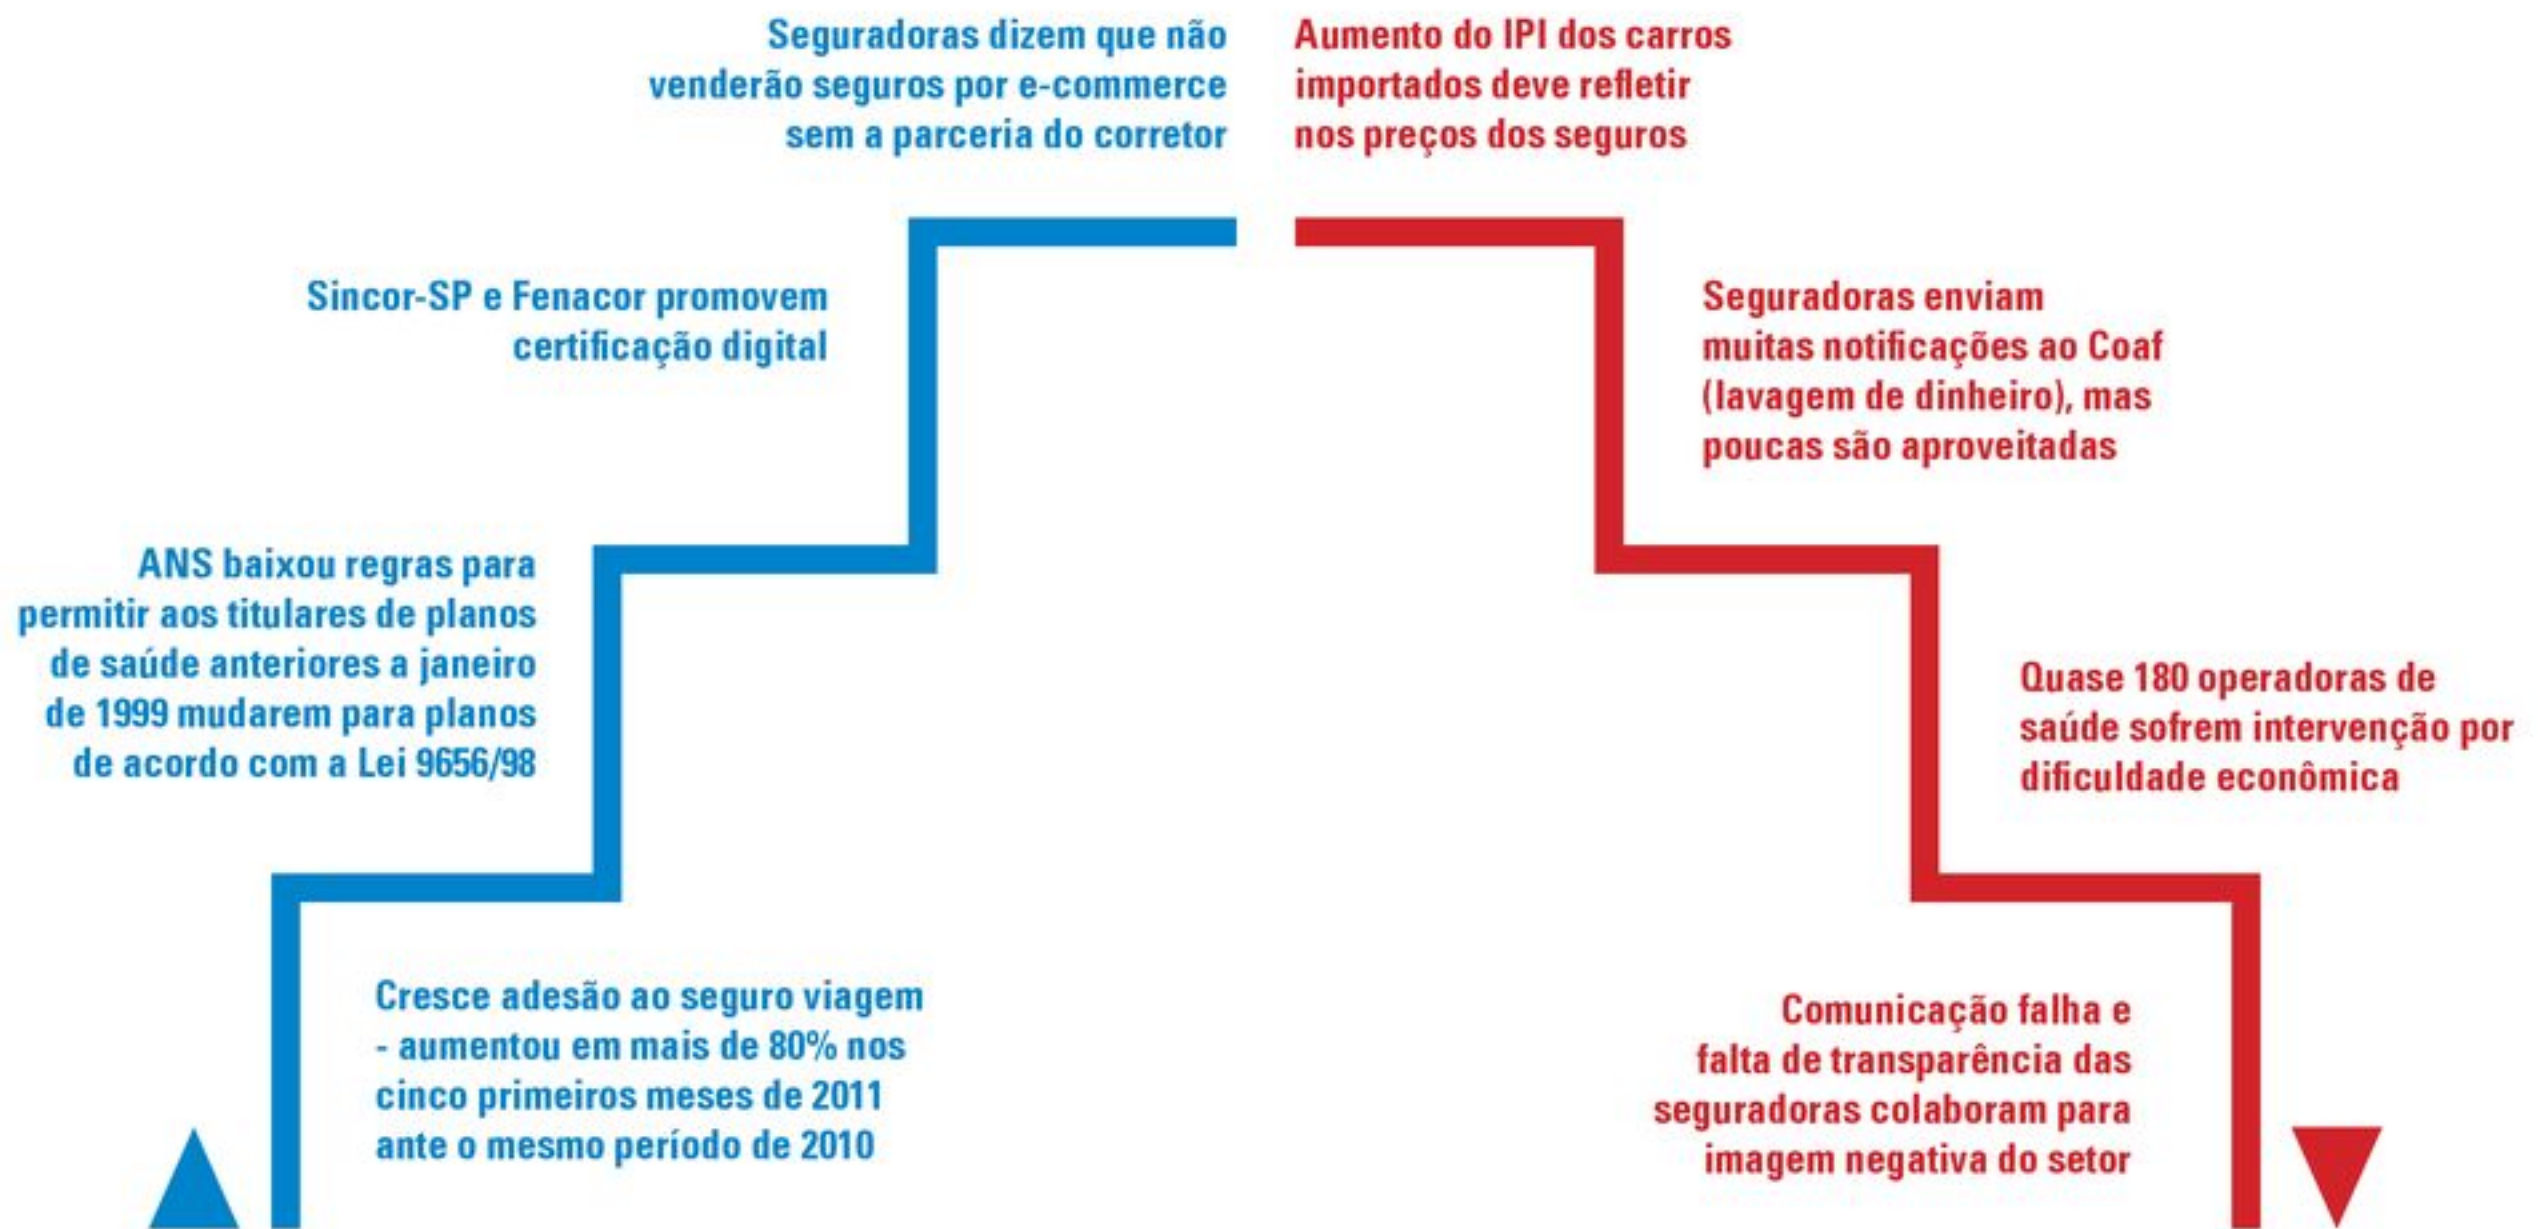 Seguradoras dizem que não
venderão seguros por e-commerce
sem a parceria do corretor
Aumento do IPI dos carros
importados deve refletir
nos preços dos seguros
Sincor-SP e Fenacor promovem
certificação digital
Seguradoras enviam
muitas notificações ao Coaf
(lavagem de dinheiro), mas
poucas são aproveitadas
ANS baixou regras para
permitir aos titulares de planos
de saúde anteriores a janeiro
de 1999 mudarem para planos
de acordo com a Lei 9656/98
Quase 180 operadoras de
saúde sofrem intervenção por
dificuldade econômica
Cresce adesão ao seguro viagem
- aumentou em mais de 80% nos
cinco primeiros meses de 2011
ante o mesmo período de 2010
Comunicação falha e
falta de transparência das
seguradoras colaboram para
imagem negativa do setor